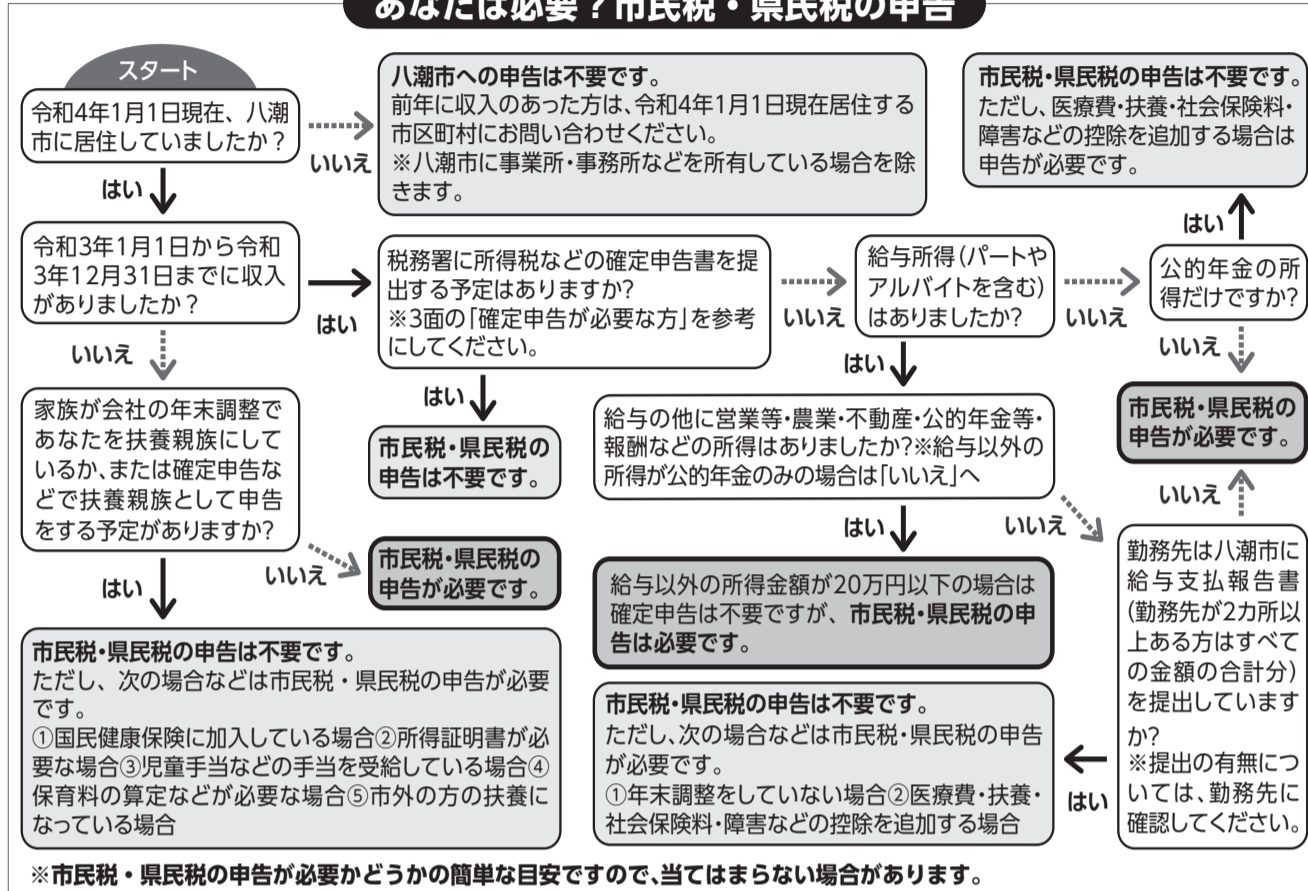 あなたは必要？市民税・県民税の申告
スタート
令和4年1月1日現在、八潮
市に居住していましたか？
いいえ
八潮市への申告は不要です。
前年に収入のあった方は、令和4年1月1日現在居住する
市区町村にお問い合わせください。
※八潮市に事業所・事務所などを所有している場合を除
きます。
市民税・県民税の申告は不要です。
ただし、医療費・扶養・社会保険料・
障害などの控除を追加する場合は
申告が必要です。
はい
はい
令和3年1月1日から令和
3年12月31日までに収入
がありましたか？
はい
税務署に所得税などの確定申告書を提
出する予定はありますか？
※3面の「確定申告が必要な方」を参考
にしてください。
いいえ
給与所得（パートや
アルバイトを含む）
はありましたか？
いいえ
公的年金の所
得だけですか？
いいえ
はい
はい
いいえ
家族が会社の年末調整で
あなたを扶養親族にして
いるか、または確定申告な
どで扶養親族として申告
をする予定がありますか？
市民税・県民税の
申告は不要です。
給与の他に営業等・農業・不動産・公的年金等・
報酬などの所得はありましたか？※給与以外の
所得が公的年金のみの場合は「いいえ」へ
市民税・県民税の
申告が必要です。
いいえ
はい
いいえ
市民税・県民税の
申告が必要です。
はい
いいえ
給与以外の所得金額が20万円以下の場合は
確定申告は不要ですが、市民税・県民税の申
告は必要です。
勤務先は八潮市に
給与支払報告書
（勤務先が2カ所以
上ある方はすべて
の金額の合計分）
を提出しています
か？
※提出の有無につ
いては、勤務先に
確認してください。
はい
市民税・県民税の申告は不要です。
ただし、次の場合などは市民税・県民税の申告が必要
です。
①国民健康保険に加入している場合②所得証明書が必
要な場合③児童手当などの手当を受給している場合④
保育料の算定などが必要な場合⑤市外の方の扶養に
なっている場合
市民税・県民税の申告は不要です。
ただし、次の場合などは市民税・県民税の申告
が必要です。
①年末調整をしていない場合②医療費・扶養・
社会保険料・障害などの控除を追加する場合
※市民税・県民税の申告が必要かどうかの簡単な目安ですので、当てはまらない場合があります。